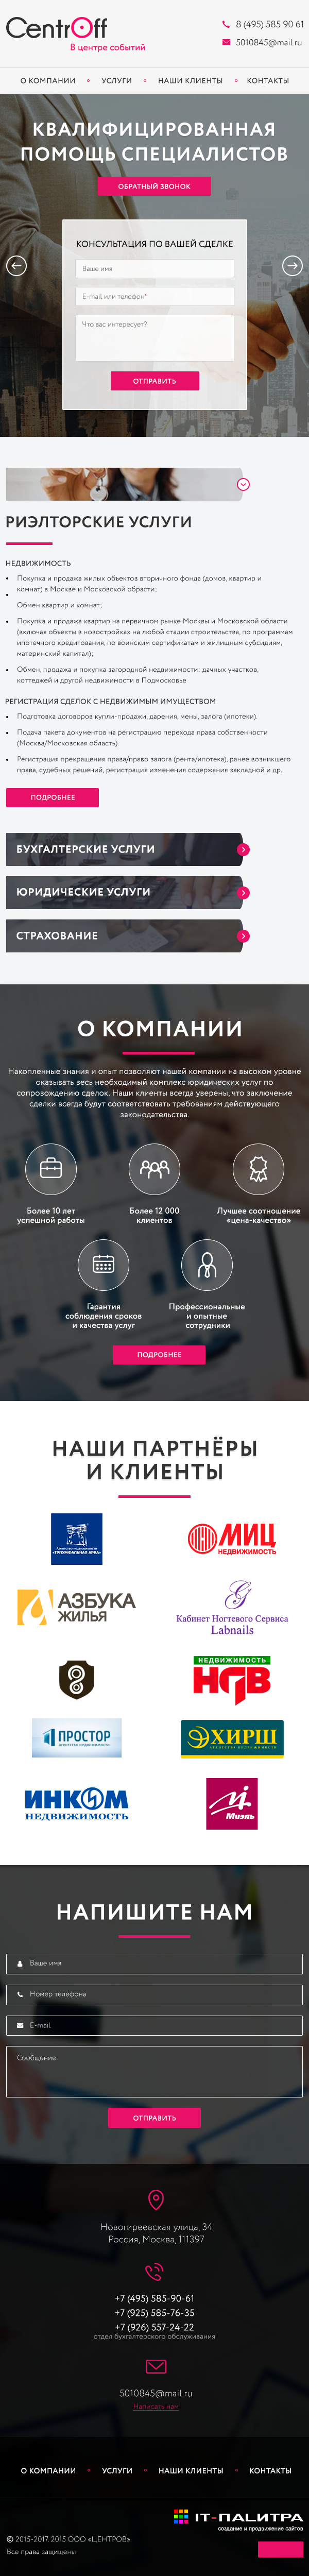 CentrOff
В центре событий
8 (495) 585 90 61
5010845@mail.ru
О КОМПАНИИ
УСЛУГИ
НАШИ КЛИЕНТЫ
КОНТАКТЫ
КВАЛИФИЦИРОВАННАЯ
ПОМОЩЬ СПЕЦИАЛИСТОВ
ОБРАТНЫЙ ЗВОНОК
КОНСУЛЬТАЦИЯ ПО ВАШЕЙ СДЕЛКЕ
Ваше имя
E-mail или телефон*
Что вас интересует?
ОТПРАВИТЬ
РИЭЛТОРСКИЕ УСЛУГИ
НЕДВИЖИМОСТЬ
Покупка и продажа жилых объектов вторичного фонда (домов, квартир и
комнат) в Москве и Московской обрасти;
Обмен квартир и комнат;
Покупка и продажа квартир на первичном рынке Москвы и Московской области
(включая объекты в новостройках на любой стадии строительства, по программам
ипотечного кредитования, по воинским сертификатам и жилищным субсидиям,
материнский капитал);
Обмен, продажа и покупка загородной недвижимости: дачных участков,
коттеджей и другой недвижимости в Подмосковье
РЕГИСТРАЦИЯ СДЕЛОК С НЕДВИЖИМЫМ ИМУЩЕСТВОМ
Подготовка договоров купли-продажи, дарения, мены, залога (ипотеки).
Подача пакета документов на регистрацию перехода права собственности
(Москва/Московская область).
Регистрация прекращения права/право залога (рента/ипотека), ранее возникшего
права, судебных решений, регистрация изменения содержания закладной и др.
ПОДРОБНЕЕ
БУХГАЛТЕРСКИЕ УСЛУГИ
ЮРИДИЧЕСКИЕ УСЛУГИ
СТРАХОВАНИЕ
О КОМПАНИИ
Накопленные знания и опыт позволяют нашей компании на высоком уровне
оказывать весь необходимый комплекс юридических услуг по
сопровождению сделок. Наши клиенты всегда уверены, что заключение
сделки всегда будут соответствовать требованиям действующего
законодательства.
Более 10 лет
успешной работы
Более 12 000
клиентов
Лучшее соотношение
«цена-качество»
Гарантия
соблюдения сроков
и качества услуг
Профессиональные
и опытные
сотрудники
ПОДРОБНЕЕ
НАШИ ПАРТНЁРЫ
И КЛИЕНТЫ
Агентство недвижимости
«ТРИУМФАЛЬНАЯ АРКА»
МИЦ
НЕДВИЖИМОСТЬ
АЗБУКА
ЖИЛЬЯ
Кабинет Ногтевого Сервиса
Labnails
НЕДВИЖИМОСТЬ
НДВ
ПРОСТОР
агентство недвижимости
ХИРШ
АГЕНТСТВО НЕДВИЖИМОСТИ
ИНКОМ
НЕДВИЖИМОСТЬ
Миэль
НАПИШИТЕ НАМ
Ваше имя
Номер телефона
E-mail
Сообщение
ОТПРАВИТЬ
Новогиреевская улица, 34
Россия, Москва, 111397
+7 (495) 585-90-61
+7 (925) 585-76-35
+7 (926) 557-24-22
отдел бухгалтерского обслуживания
5010845@mail.ru
Написать нам
О КОМПАНИИ
УСЛУГИ
НАШИ КЛИЕНТЫ
КОНТАКТЫ
IT-ПАЛИТРА
создание и продвижение сайтов
© 2015-2017. 2015 ООО «ЦЕНТРОВ».
Все права защищены